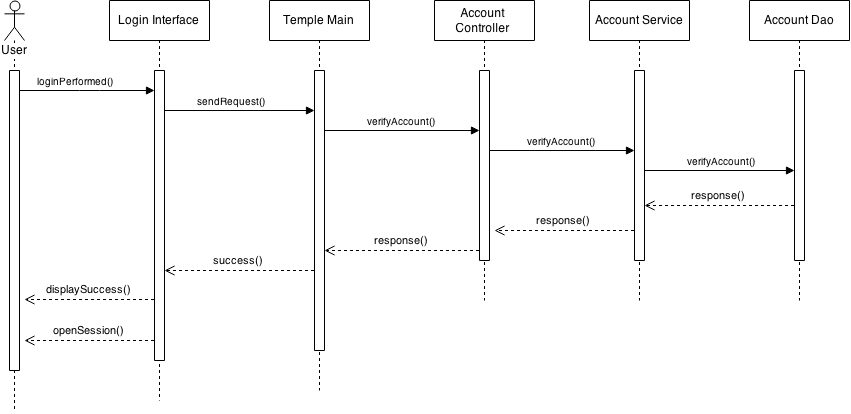 User
Login Interface
Temple Main
Account
Controller
Account Service
Account Dao
loginPerformed()
sendRequest()
verifyAccount()
verifyAccount()
verifyAccount()
response()
response()
response()
success()
displaySuccess()
openSession()